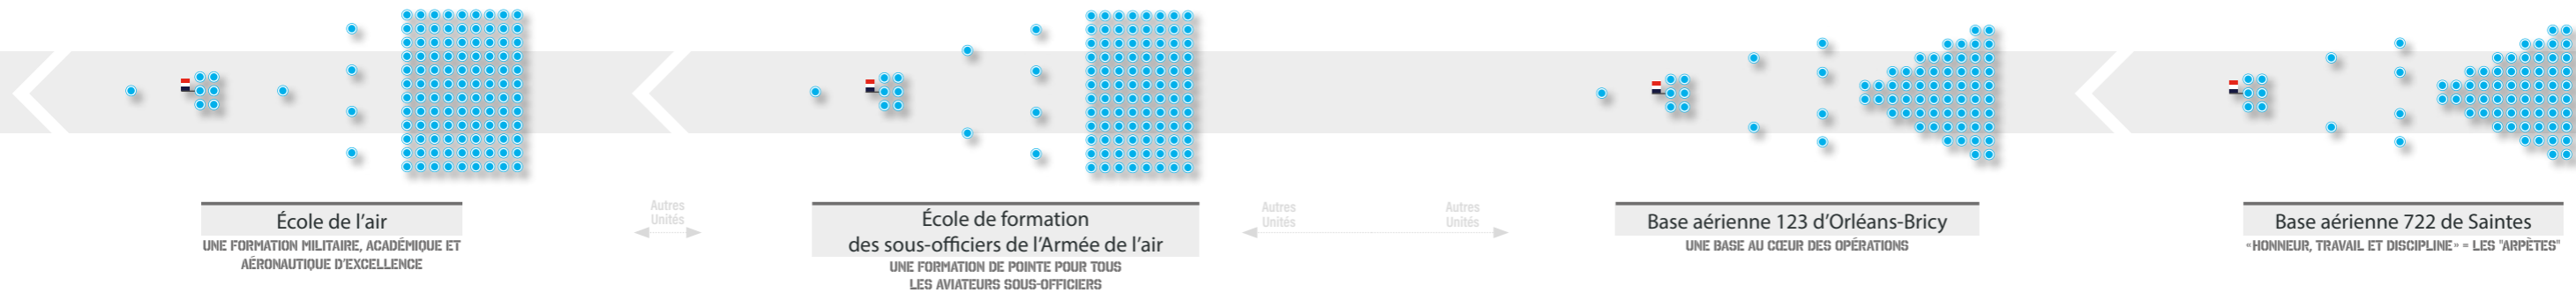 École de l'air
UNE FORMATION MILITAIRE, ACADÉMIQUE ET
AÉRONAUTIQUE D'EXCELLENCE
Autres
Unités
École de formation
des sous-officiers de l'Armée de l'air
UNE FORMATION DE POINTE POUR TOUS
LES AVIATEURS SOUS-OFFICIERS
Autres
Unités
Autres
Unités
Base aérienne 123 d'Orléans-Bricy
UNE BASE AU CŒUR DES OPÉRATIONS
Base aérienne 722 de Saintes
«HONNEUR, TRAVAIL ET DISCIPLINE» = LES "ARPÈTES"